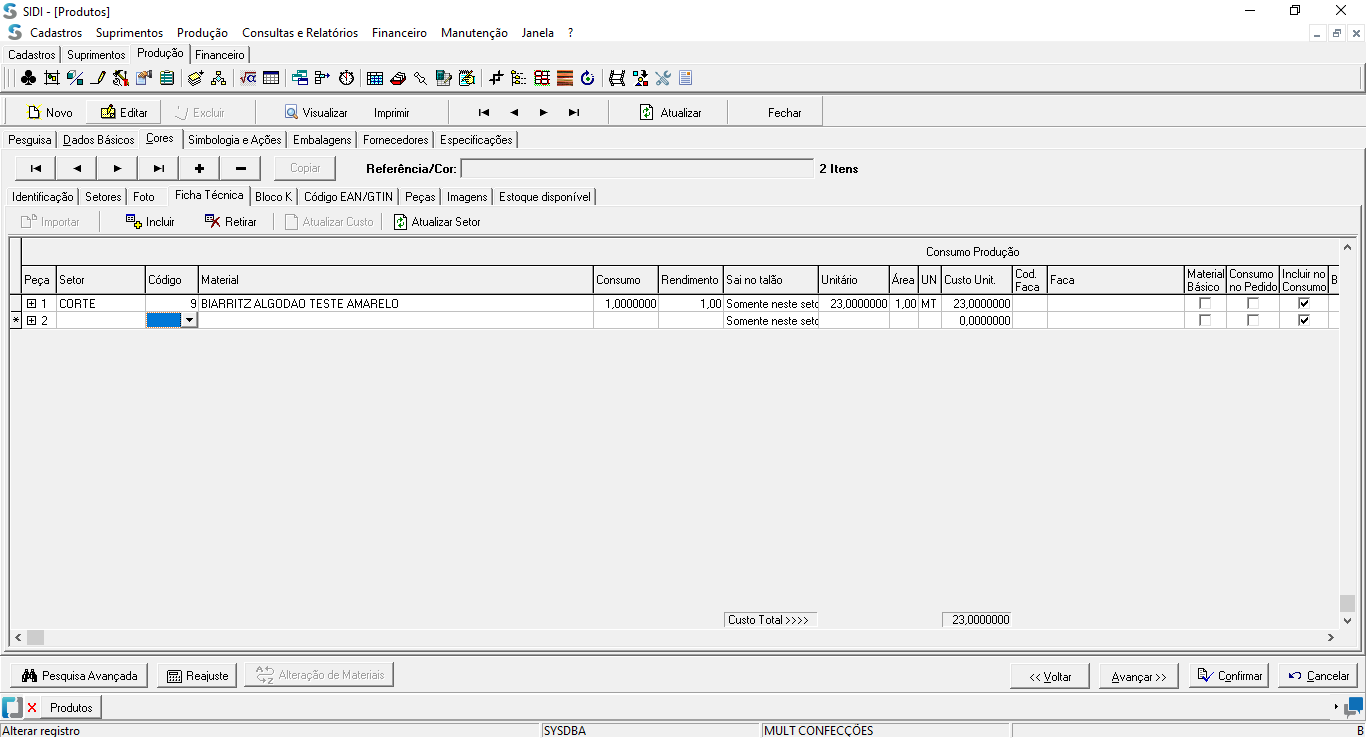 SIDI - [Produtos]
Cadastros Suprimentos Produção Consultas e Relatórios Financeiro Manutenção Janela ?
Cadastros Suprimentos Produção Financeiro
Novo Editar Excluir Visualizar Imprimir Atualizar Fechar
Pesquisa Dados Básicos Cores Simbologia e Ações Embalagens Fornecedores Especificações
Copiar Referência/Cor: 2 Itens
Identificação Setores Foto Ficha Técnica Bloco K Código EAN/GTIN Peças Imagens Estoque disponível
Importar Incluir Retirar Atualizar Custo Atualizar Setor
Consumo Produção
Peça Setor Código Material Consumo Rendimento Sai no talão Unitário Área UN Custo Unit. Cod. Faca Faca Material Básico Consumo no Pedido Incluir no Consumo B
1 CORTE 9 BIARRITZ ALGODAO TESTE AMARELO 1,0000000 1,00 Somente neste seto 23,0000000 1,00 MT 23,0000000
* 2 Somente neste seto 0,0000000
Custo Total >>>> 23,0000000
Pesquisa Avançada Reajuste Alteração de Materiais << Voltar Avançar >> Confirmar Cancelar
Produtos
Alterar registro SYSDBA MULT CONFECÇÕES B